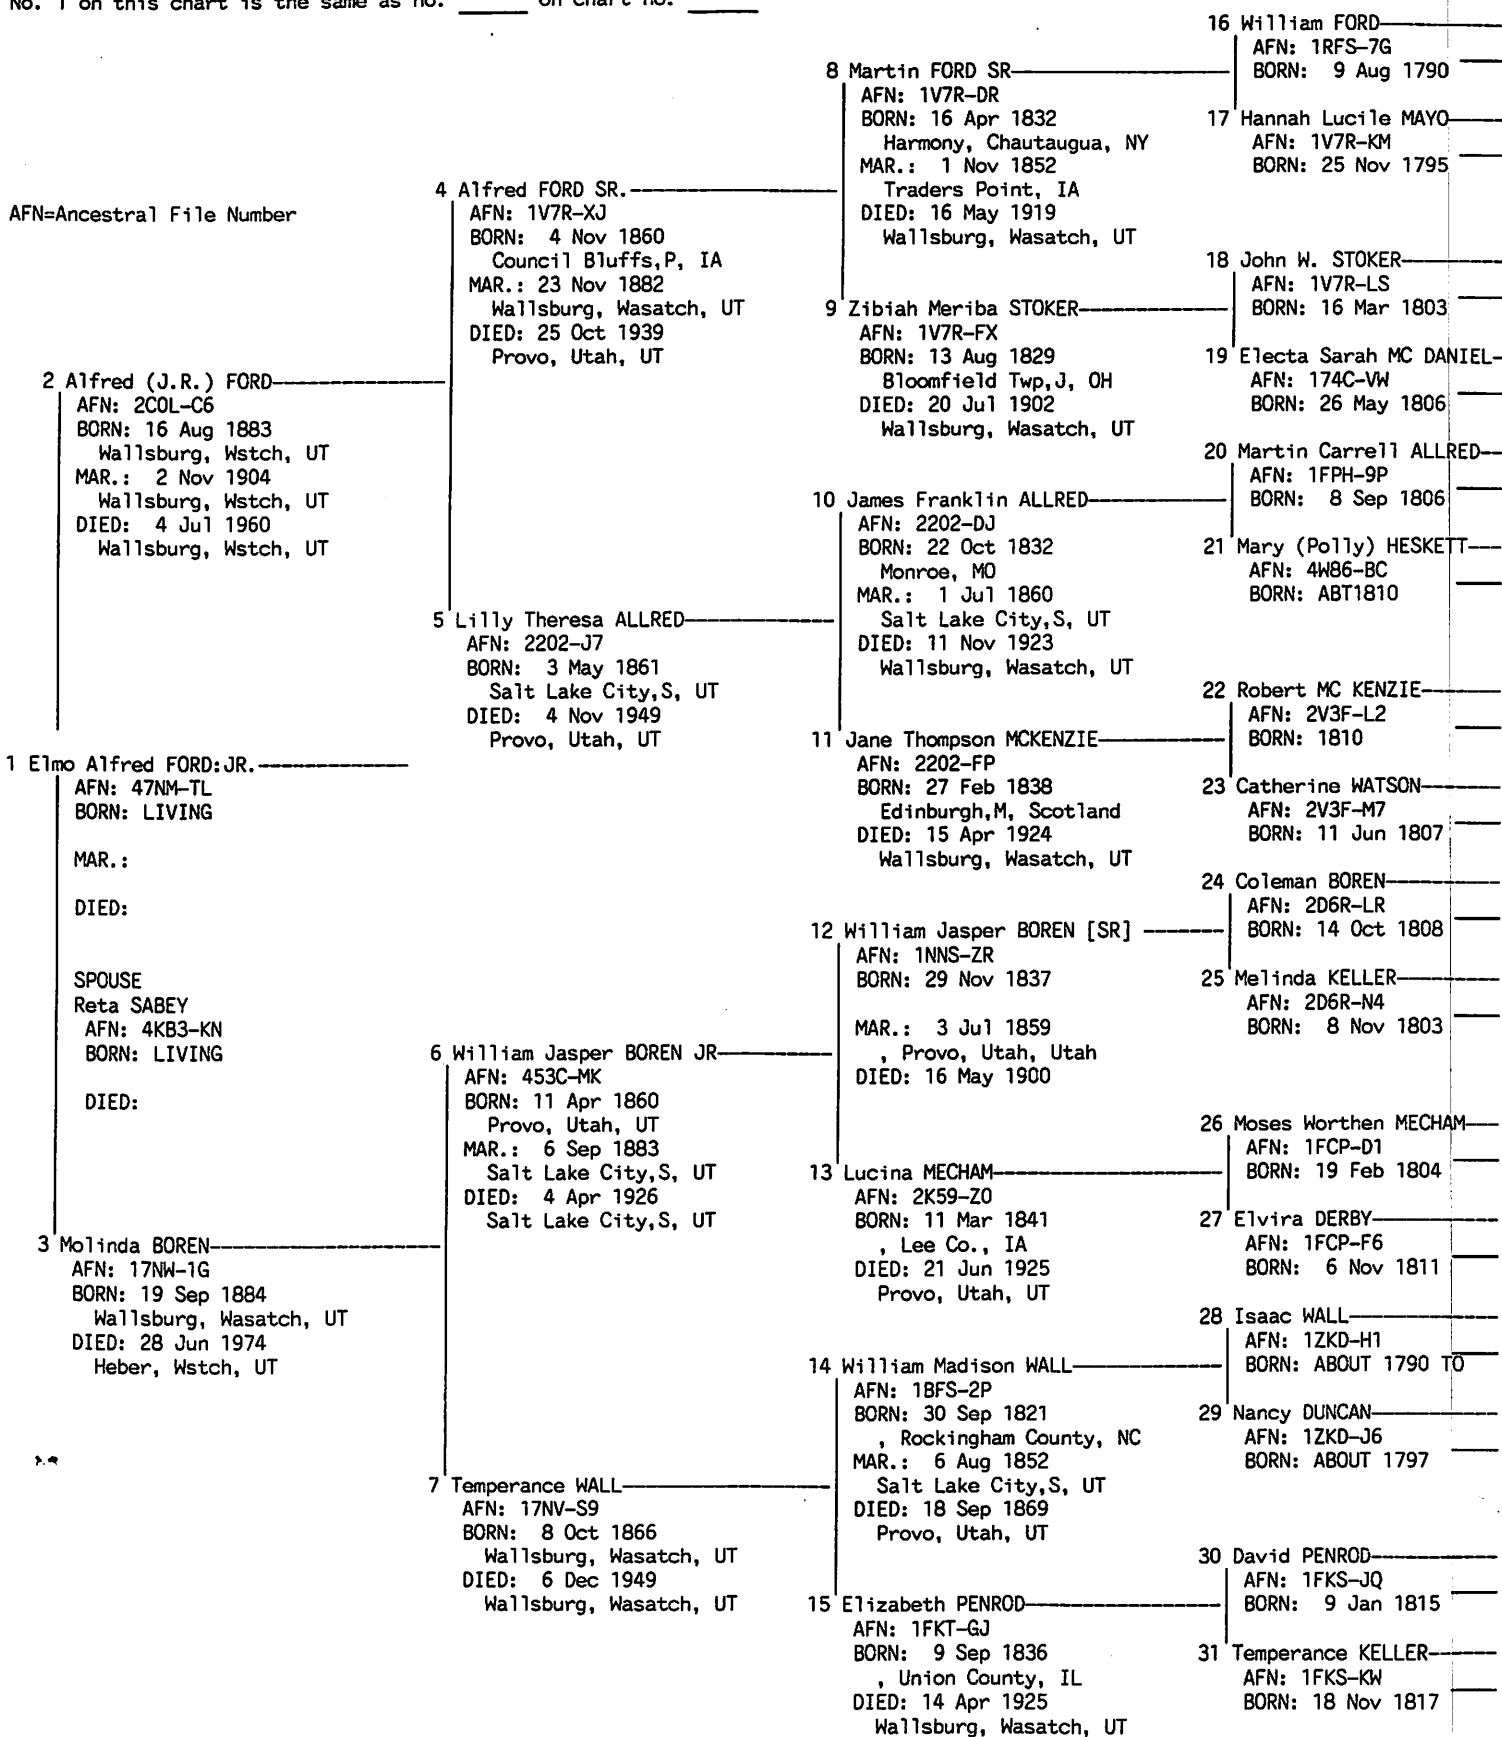 No. 1 on this chart is the same as no. _____ on chart no. _____
AFN=Ancestral File Number
1 Elmo Alfred FORD:JR.
AFN: 47NM-TL
BORN: LIVING
MAR.:
DIED:
SPOUSE
Reta SABEY
AFN: 4KB3-KN
BORN: LIVING
DIED:
2 Alfred (J.R.) FORD
AFN: 2C0L-C6
BORN: 16 Aug 1883
Wallsburg, Wstch, UT
MAR.: 2 Nov 1904
Wallsburg, Wstch, UT
DIED: 4 Jul 1960
Wallsburg, Wstch, UT
3 Molinda BOREN
AFN: 17NW-1G
BORN: 19 Sep 1884
Wallsburg, Wasatch, UT
DIED: 28 Jun 1974
Heber, Wstch, UT
4 Alfred FORD SR.
AFN: 1V7R-XJ
BORN: 4 Nov 1860
Council Bluffs,P, IA
MAR.: 23 Nov 1882
Wallsburg, Wasatch, UT
DIED: 25 Oct 1939
Provo, Utah, UT
5 Lilly Theresa ALLRED
AFN: 2202-J7
BORN: 3 May 1861
Salt Lake City,S, UT
DIED: 4 Nov 1949
Provo, Utah, UT
6 William Jasper BOREN JR
AFN: 453C-MK
BORN: 11 Apr 1860
Provo, Utah, UT
MAR.: 6 Sep 1883
Salt Lake City,S, UT
DIED: 4 Apr 1926
Salt Lake City,S, UT
7 Temperance WALL
AFN: 17NV-S9
BORN: 8 Oct 1866
Wallsburg, Wasatch, UT
DIED: 6 Dec 1949
Wallsburg, Wasatch, UT
8 Martin FORD SR
AFN: 1V7R-DR
BORN: 16 Apr 1832
Harmony, Chautaugua, NY
MAR.: 1 Nov 1852
Traders Point, IA
DIED: 16 May 1919
Wallsburg, Wasatch, UT
9 Zibiah Meriba STOKER
AFN: 1V7R-FX
BORN: 13 Aug 1829
Bloomfield Twp,J, OH
DIED: 20 Jul 1902
Wallsburg, Wasatch, UT
10 James Franklin ALLRED
AFN: 2202-DJ
BORN: 22 Oct 1832
Monroe, MO
MAR.: 1 Jul 1860
Salt Lake City,S, UT
DIED: 11 Nov 1923
Wallsburg, Wasatch, UT
11 Jane Thompson MCKENZIE
AFN: 2202-FP
BORN: 27 Feb 1838
Edinburgh,M, Scotland
DIED: 15 Apr 1924
Wallsburg, Wasatch, UT
12 William Jasper BOREN [SR]
AFN: 1NNS-ZR
BORN: 29 Nov 1837
MAR.: 3 Jul 1859
, Provo, Utah, Utah
DIED: 16 May 1900
13 Lucina MECHAM
AFN: 2K59-Z0
BORN: 11 Mar 1841
, Lee Co., IA
DIED: 21 Jun 1925
Provo, Utah, UT
14 William Madison WALL
AFN: 1BFS-2P
BORN: 30 Sep 1821
, Rockingham County, NC
MAR.: 6 Aug 1852
Salt Lake City,S, UT
DIED: 18 Sep 1869
Provo, Utah, UT
15 Elizabeth PENROD
AFN: 1FKT-GJ
BORN: 9 Sep 1836
, Union County, IL
DIED: 14 Apr 1925
Wallsburg, Wasatch, UT
16 William FORD
AFN: 1RFS-7G
BORN: 9 Aug 1790
17 Hannah Lucile MAYO
AFN: 1V7R-KM
BORN: 25 Nov 1795
18 John W. STOKER
AFN: 1V7R-LS
BORN: 16 Mar 1803
19 Electa Sarah MC DANIEL
AFN: 174C-VW
BORN: 26 May 1806
20 Martin Carrell ALLRED
AFN: 1FPH-9P
BORN: 8 Sep 1806
21 Mary (Polly) HESKETT
AFN: 4W86-BC
BORN: ABT1810
22 Robert MC KENZIE
AFN: 2V3F-L2
BORN: 1810
23 Catherine WATSON
AFN: 2V3F-M7
BORN: 11 Jun 1807
24 Coleman BOREN
AFN: 2D6R-LR
BORN: 14 Oct 1808
25 Melinda KELLER
AFN: 2D6R-N4
BORN: 8 Nov 1803
26 Moses Worthen MECHAM
AFN: 1FCP-D1
BORN: 19 Feb 1804
27 Elvira DERBY
AFN: 1FCP-F6
BORN: 6 Nov 1811
28 Isaac WALL
AFN: 1ZKD-H1
BORN: ABOUT 1790 TO
29 Nancy DUNCAN
AFN: 1ZKD-J6
BORN: ABOUT 1797
30 David PENROD
AFN: 1FKS-JQ
BORN: 9 Jan 1815
31 Temperance KELLER
AFN: 1FKS-KW
BORN: 18 Nov 1817